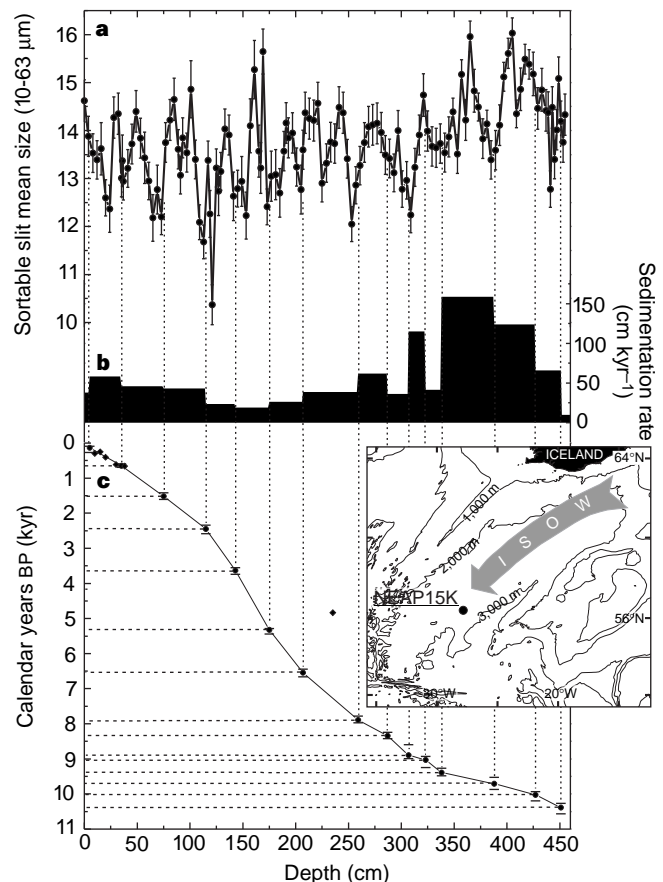 a
16
15
14
13
12
11
10
Sortable slit mean size (10-63 µm)
b
150
100
50
0
Sedimentation rate
(cm kyr⁻¹)
c
0
1
2
3
4
5
6
7
8
9
10
11
Calendar years BP (kyr)
ICELAND
64°N
1,000 m
2,000 m
I S O W
3,000 m
NEAP15K
56°N
30°W
20°W
0
50
100
150
200
250
300
350
400
450
Depth (cm)